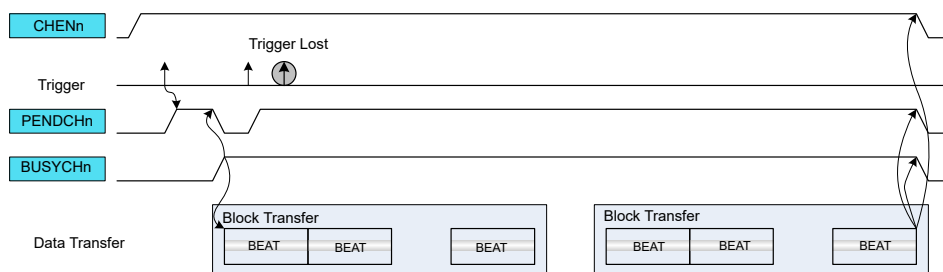 CHENn
Trigger Lost
Trigger
PENDCHn
BUSYCHn
Data Transfer
Block Transfer
BEAT BEAT BEAT
Block Transfer
BEAT BEAT BEAT